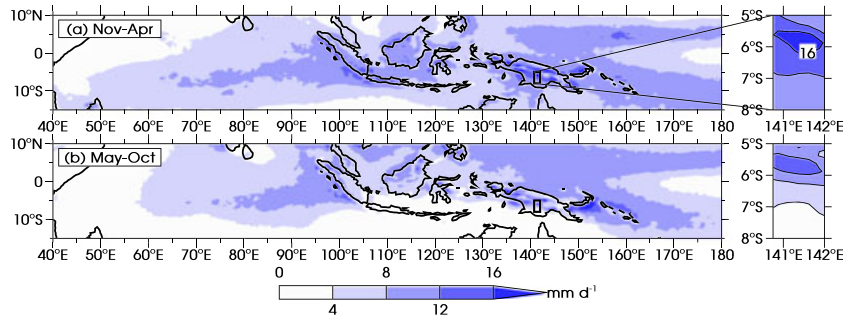 (a) Nov-Apr
10°N
0
10°S
40°E 50°E 60°E 70°E 80°E 90°E 100°E 110°E 120°E 130°E 140°E 150°E 160°E 170°E 180
5°S
6°S
7°S
8°S
16
141°E 142°E
(b) May-Oct
10°N
0
10°S
40°E 50°E 60°E 70°E 80°E 90°E 100°E 110°E 120°E 130°E 140°E 150°E 160°E 170°E 180
5°S
6°S
7°S
8°S
141°E 142°E
0 8 16
mm d⁻¹
4 12